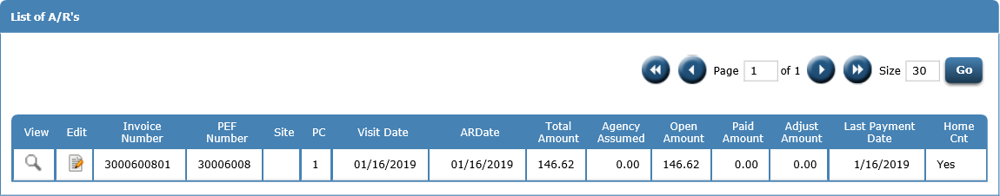 List of A/R's
Page 1 of 1 Size 30 Go
View Edit Invoice Number PEF Number Site PC Visit Date ARDate Total Amount Agency Assumed Open Amount Paid Amount Adjust Amount Last Payment Date Home Cnt
3000600801 30006008 1 01/16/2019 01/16/2019 146.62 0.00 146.62 0.00 0.00 1/16/2019 Yes